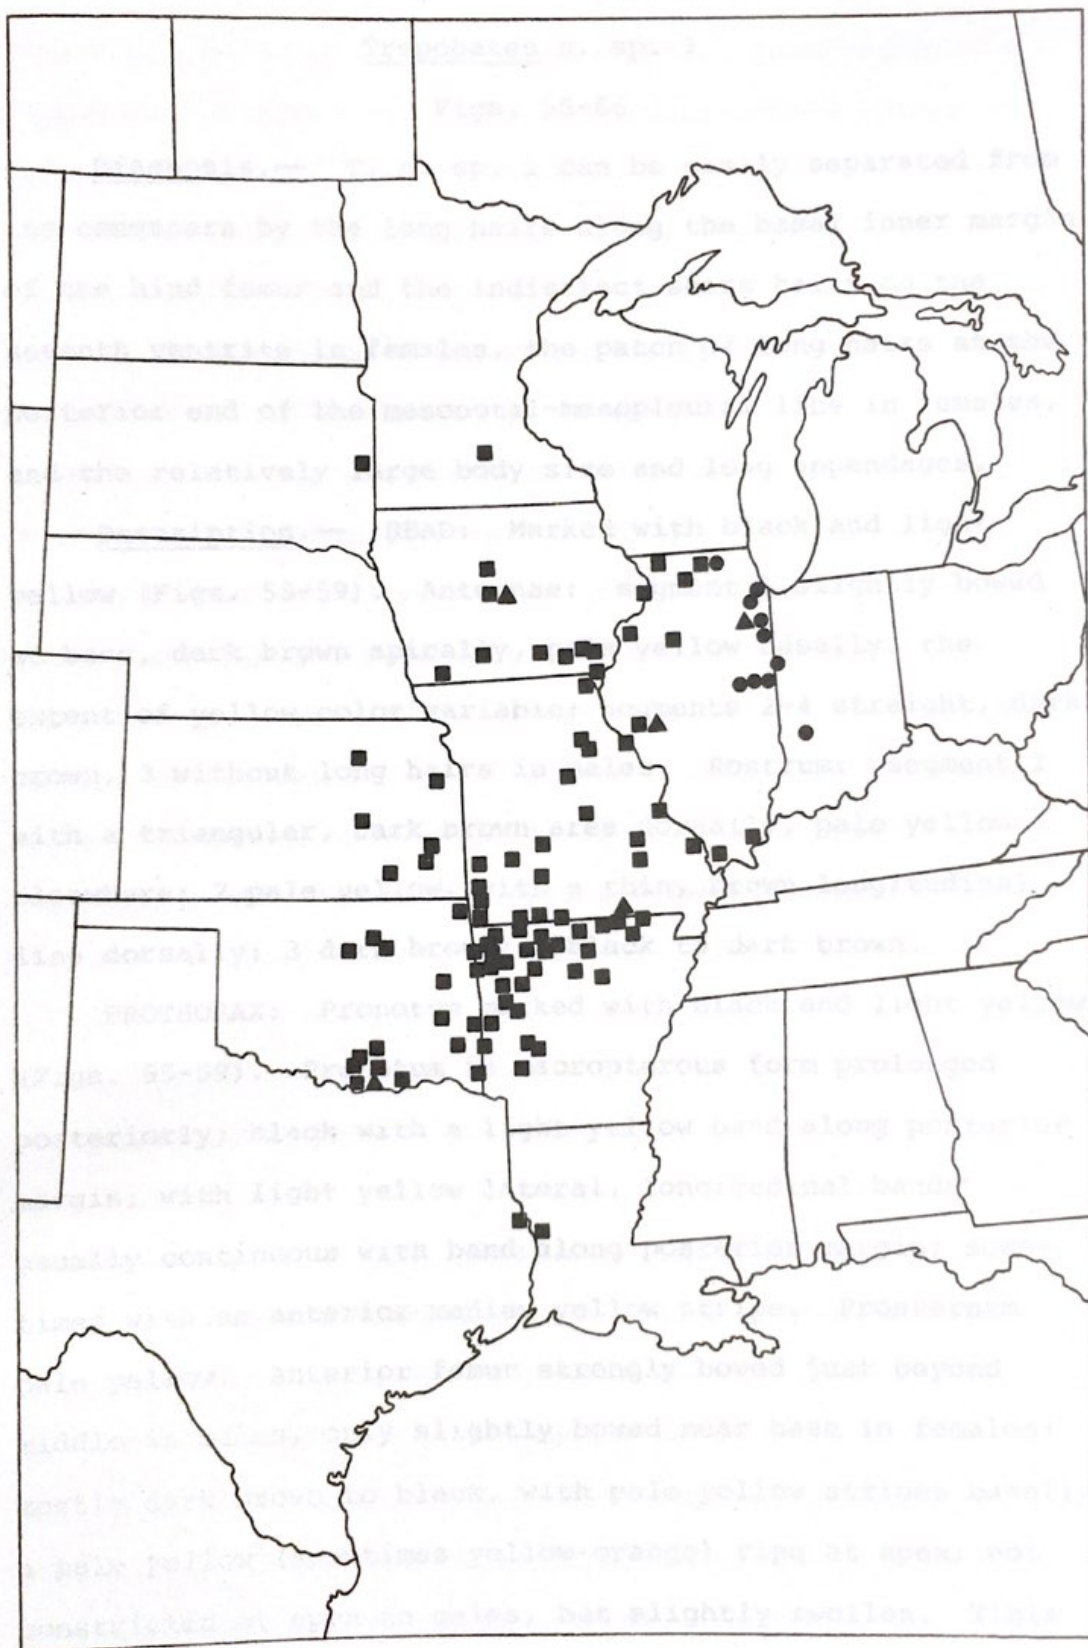 Trepobates n. sp. 1
Figs. 55-66
Diagnosis.-- T. n. sp. 1 can be easily separated from
by the long hairs along the basal inner margin
of the hind femur and the indistinct hairs on the
seventh ventrite in females, the patch of long hairs at the
posterior end of the mesonotal-mesopleural line in females,
and the relatively large body size and long appendages.
Description.-- HEAD: Marked with black and light
yellow (Figs. 55-59). Antennae: segment 1 slightly bowed
at base, dark brown apically, pale yellow basally, the
extent of yellow color variable; segments 2-4 straight, dark
brown, 3 without long hairs in males. Rostrum: segment 1
with a triangular, dark brown area dorsally, pale yellow
elsewhere; 2 pale yellow, with a thin, brown longitudinal
line dorsally; 3 dark brown; black to dark brown.
PROTHORAX: Pronotum marked with black and light yellow
(Figs. 55-59). Pronotum in macropterous form prolonged
posteriorly; black with a light yellow band along posterior
margin; with light yellow lateral, longitudinal bands
usually continuous with band along posterior margin; some-
times with an anterior median yellow stripe. Prosternum
pale yellow. Anterior femur strongly bowed just beyond
middle in males, only slightly bowed near base in females;
mostly dark brown to black, with pale yellow stripes basally
a pale yellow (sometimes yellow-orange) ring at apex; not
constricted at apex in males, but slightly swollen. Tibia